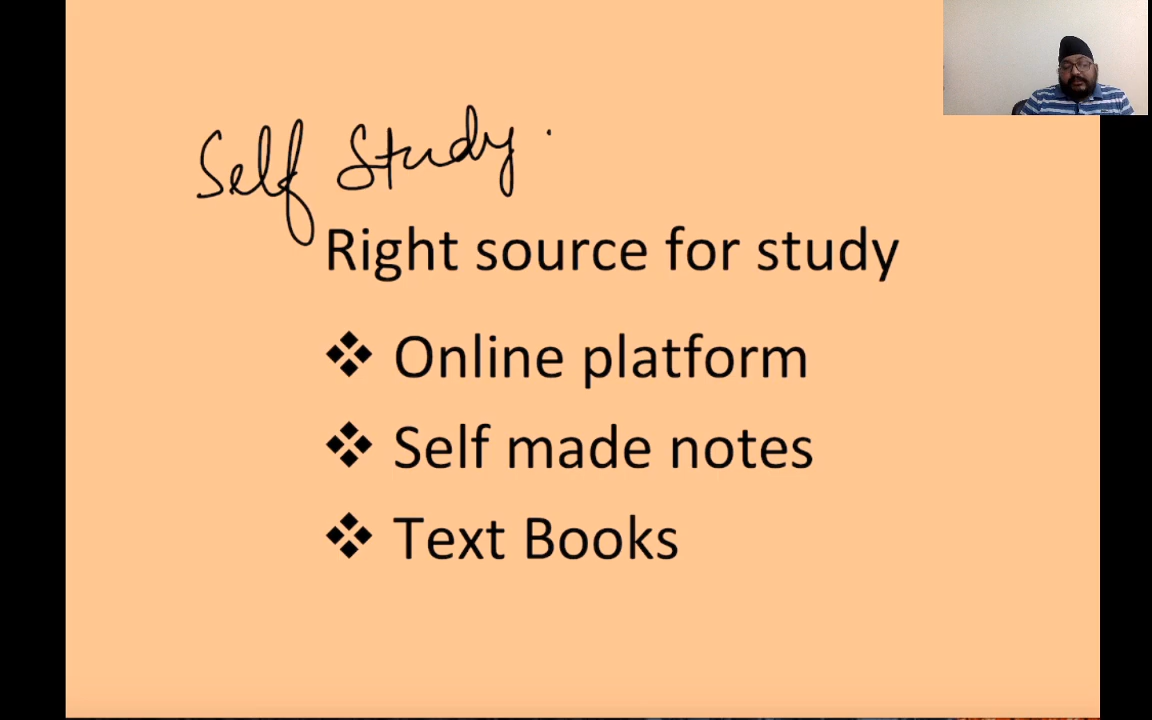 Self Study.
Right source for study
❖ Online platform
❖ Self made notes
❖ Text Books